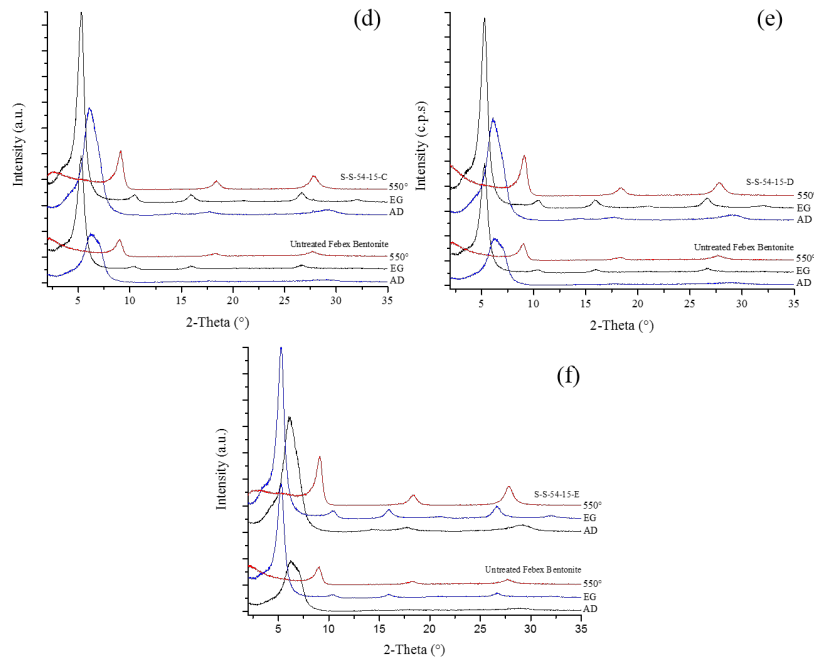 (d)
Intensity (a.u.)
S-S-54-15-C
550°
EG
AD
Untreated Febex Bentonite
550°
EG
AD
5 10 15 20 25 30 35
2-Theta (°)
(e)
Intensity (c.p.s)
S-S-54-15-D
550°
EG
AD
Untreated Febex Bentonite
550°
EG
AD
5 10 15 20 25 30 35
2-Theta (°)
(f)
Intensity (a.u.)
S-S-54-15-E
550°
EG
AD
Untreated Febex Bentonite
550°
EG
AD
5 10 15 20 25 30 35
2-Theta (°)